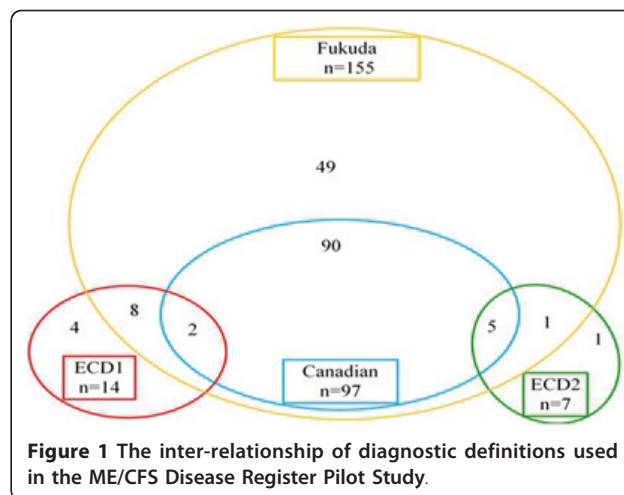 Fukuda
n=155
49
90
4
8
2
5
1
1
ECD1
n=14
Canadian
n=97
ECD2
n=7
Figure 1 The inter-relationship of diagnostic definitions used
in the ME/CFS Disease Register Pilot Study.